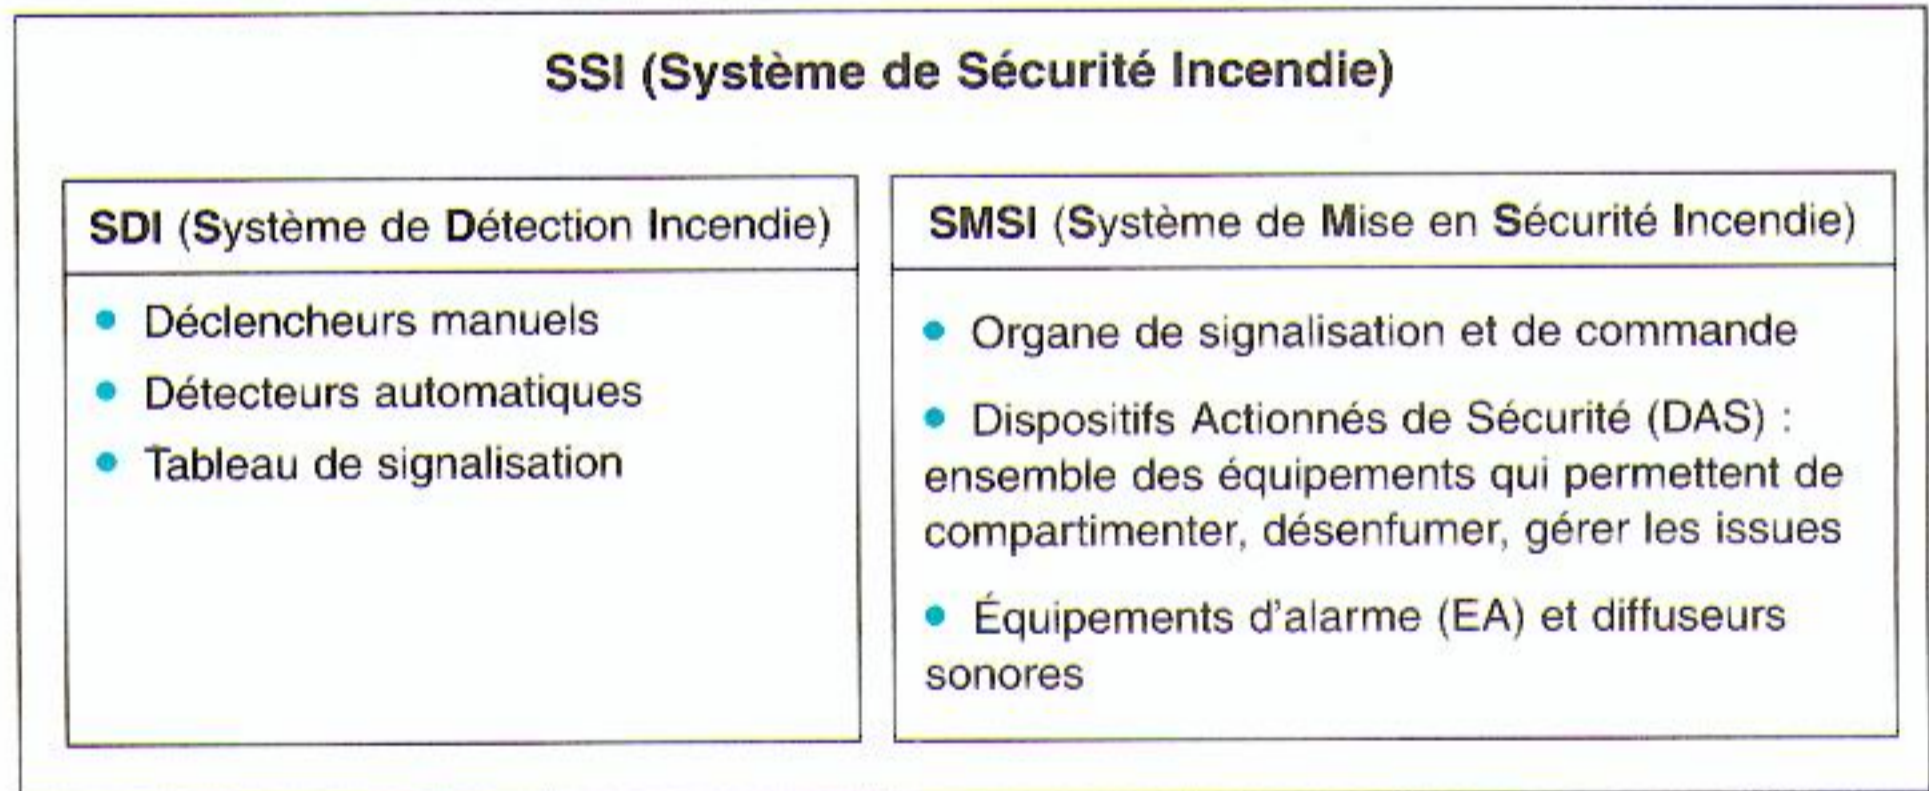 SSI (Système de Sécurité Incendie)
SDI (Système de Détection Incendie)
• Déclencheurs manuels
• Détecteurs automatiques
• Tableau de signalisation
SMSI (Système de Mise en Sécurité Incendie)
• Organe de signalisation et de commande
• Dispositifs Actionnés de Sécurité (DAS) :
ensemble des équipements qui permettent de
compartimenter, désenfumer, gérer les issues
• Équipements d'alarme (EA) et diffuseurs
sonores